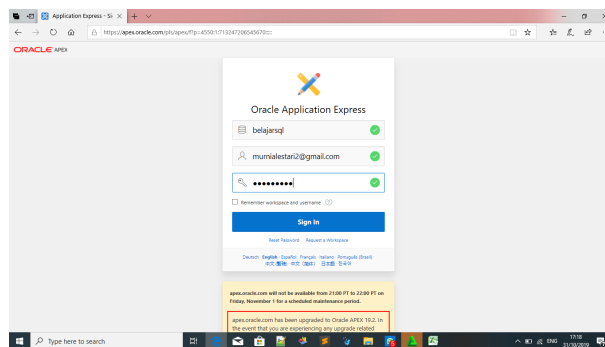 Application Express - Si
https://apex.oracle.com/pls/apex/f?p=4550:1:713247206545670:::
ORACLE APEX
Oracle Application Express
belajarsql
murnialestari2@gmail.com
Remember workspace and username
Sign In
Reset Password Request a Workspace
Deutsch English Español Français Italiano Português (Brasil)
中文 (繁體) 中文 (简体) 日本語 한국어
apex.oracle.com will not be available from 21:00 PT to 22:00 PT on
Friday, November 1 for a scheduled maintenance period.
apex.oracle.com has been upgraded to Oracle APEX 19.2. In
the event that you are experiencing any upgrade related
Type here to search
ENG
17:18
31/10/2019